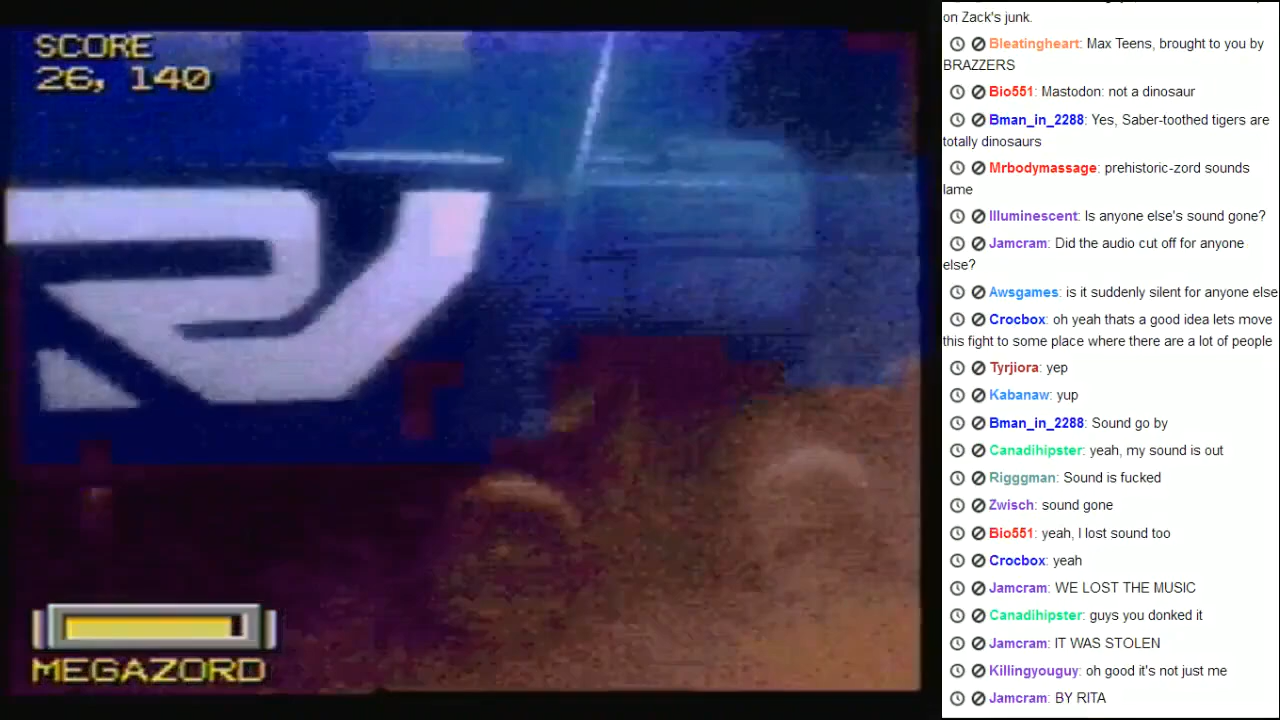 SCORE
26, 140
MEGAZORD
on Zack's junk.
Bleatingheart: Max Teens, brought to you by
BRAZZERS
Bio551: Mastodon: not a dinosaur
Bman_in_2288: Yes, Saber-toothed tigers are
totally dinosaurs
Mrbodymassage: prehistoric-zord sounds
lame
Illuminescent: Is anyone else's sound gone?
Jamcram: Did the audio cut off for anyone
else?
Awsgames: is it suddenly silent for anyone else
Crocbox: oh yeah thats a good idea lets move
this fight to some place where there are a lot of people
Tyrjiora: yep
Kabanaw: yup
Bman_in_2288: Sound go by
Canadihipster: yeah, my sound is out
Rigggman: Sound is fucked
Zwisch: sound gone
Bio551: yeah, I lost sound too
Crocbox: yeah
Jamcram: WE LOST THE MUSIC
Canadihipster: guys you donked it
Jamcram: IT WAS STOLEN
Killingyouguy: oh good it's not just me
Jamcram: BY RITA